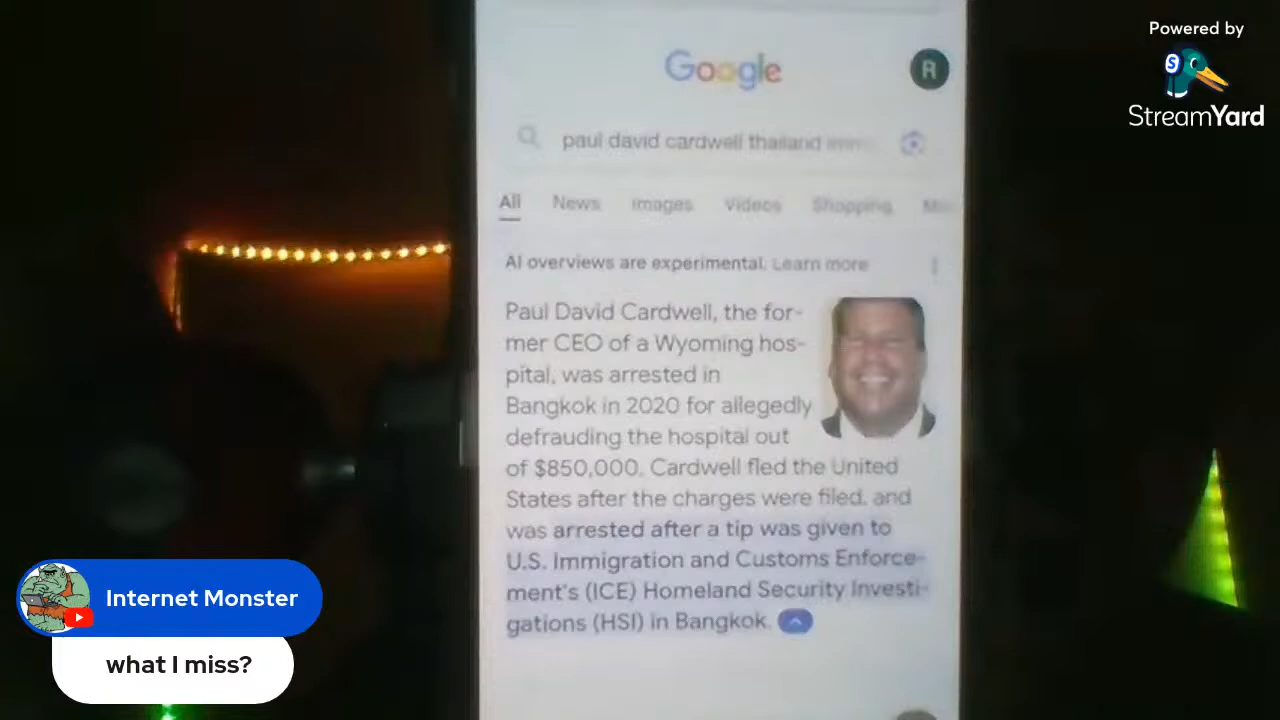 Powered by
StreamYard
Google
R
paul david cardwell thailand
All News Images Videos Shopping
AI overviews are experimental. Learn more
Paul David Cardwell, the for-
mer CEO of a Wyoming hos-
pital, was arrested in
Bangkok in 2020 for allegedly
defrauding the hospital out
of $850,000. Cardwell fled the United
States after the charges were filed, and
was arrested after a tip was given to
U.S. Immigration and Customs Enforce-
ment's (ICE) Homeland Security Investi-
gations (HSI) in Bangkok.
Internet Monster
what I miss?